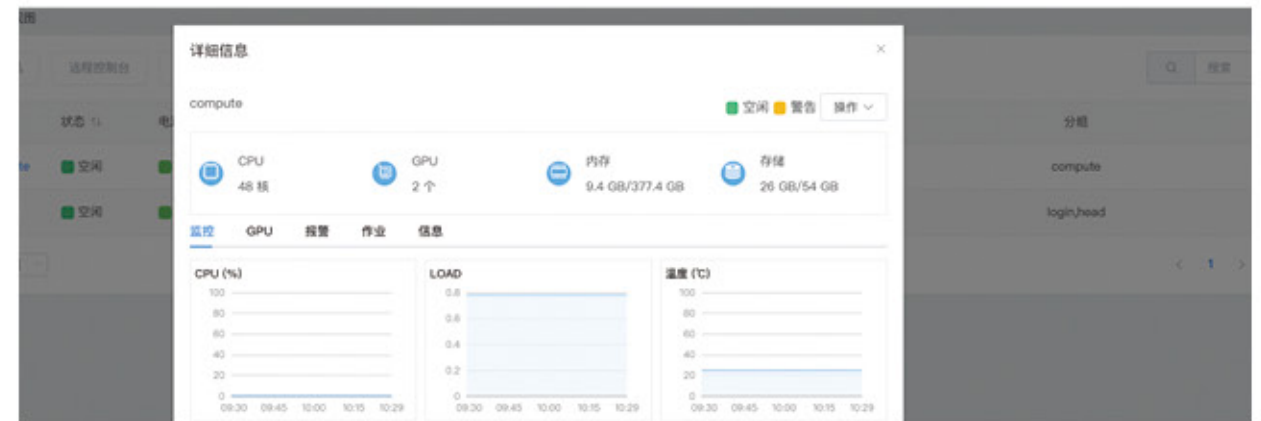 详细信息 ×
compute 空闲 警告 操作
CPU GPU 内存 存储
48 核 2 个 9.4 GB/377.4 GB 26 GB/54 GB
监控 GPU 报警 作业 信息
CPU (%) LOAD 温度 (℃)
100 0.8 100
80 0.6 80
60 0.4 60
40 0.2 40
20 0 20
0 0
09:30 09:45 10:00 10:15 10:29 09:30 09:45 10:00 10:15 10:29 09:30 09:45 10:00 10:15 10:29
远程控制台 搜索
状态 分组
空闲 compute
空闲 login,head
1